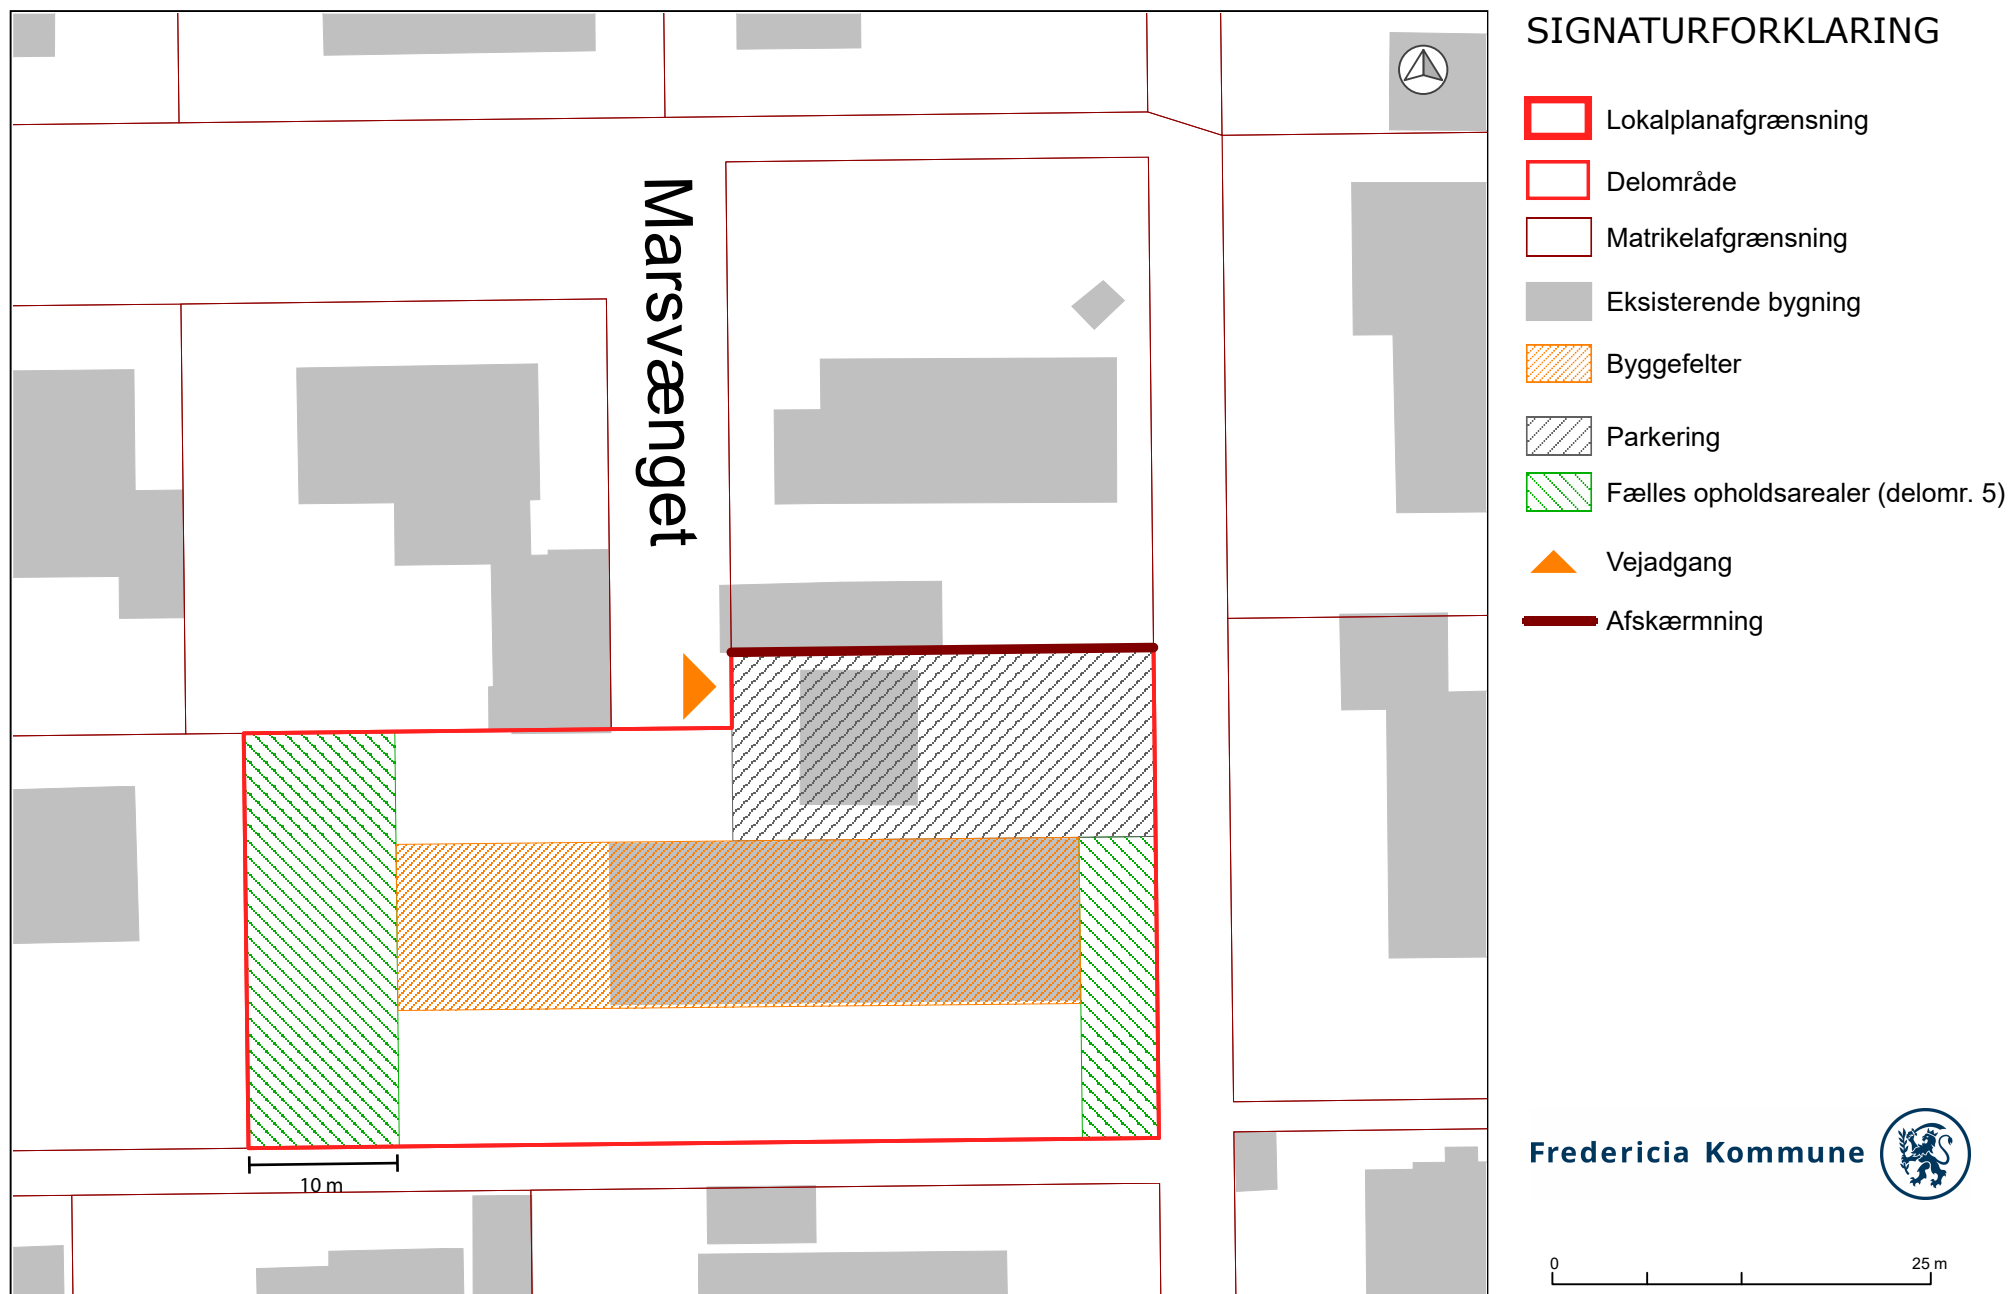 SIGNATURFORKLARING
Lokalplanafgrænsning
Delområde
Matrikelafgrænsning
Eksisterende bygning
Byggefelter
Parkering
Fælles opholdsarealer (delomr. 5)
Vejadgang
Afskærmning
Marsvænget
10 m
Fredericia Kommune
0 25 m